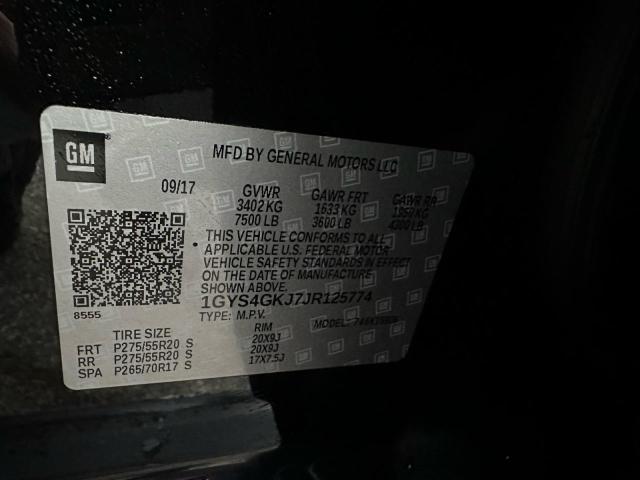 GM
MFD BY GENERAL MOTORS LLC
09/17 GVWR GAWR FRT GAWR RR
3402 KG 1633 KG
7500 LB 3600 LB
THIS VEHICLE CONFORMS TO ALL
APPLICABLE U.S. FEDERAL MOTOR
VEHICLE SAFETY STANDARDS IN EFFECT
ON THE DATE OF MANUFACTURE
SHOWN ABOVE.
1GYS4GKJ7JR125774
8555
TYPE: M.P.V. MODEL:
TIRE SIZE RIM
FRT P275/55R20 S 20X9J
RR P275/55R20 S 20X9J
SPA P265/70R17 S 17X7.5J